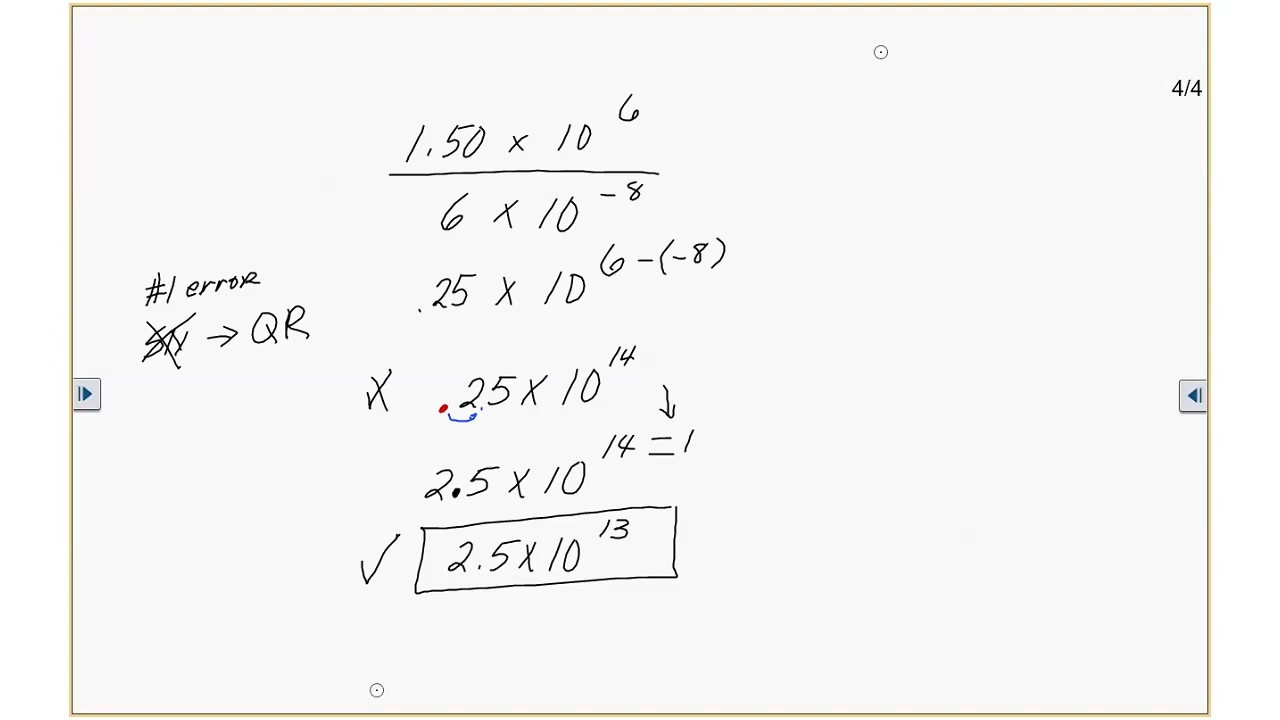 4/4
1.50 x 10^6
6 x 10^-8
.25 x 10^6-(-8)
#1 error
→ QR
X .25 x 10^14
2.5 x 10^14=1
✓ 2.5 x 10^13